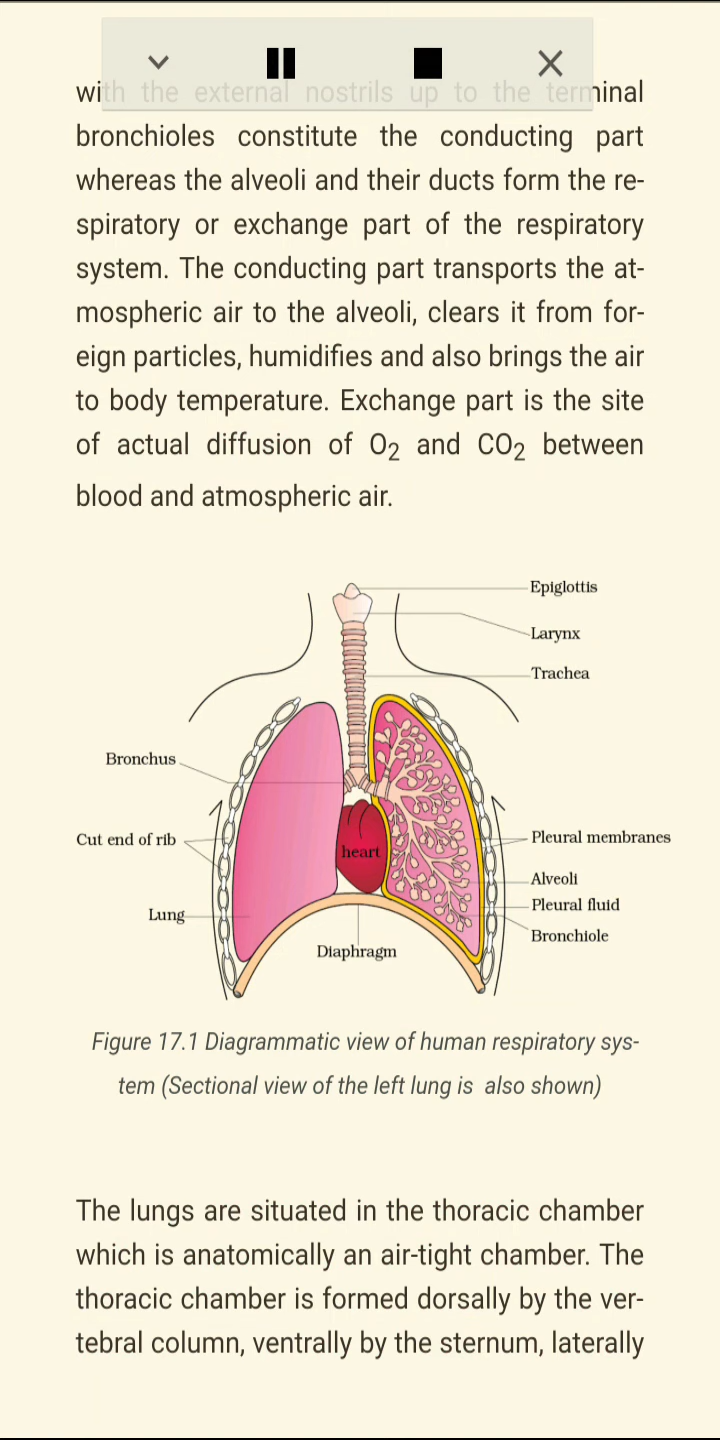 with the external nostrils up to the terminal
bronchioles constitute the conducting part
whereas the alveoli and their ducts form the re-
spiratory or exchange part of the respiratory
system. The conducting part transports the at-
mospheric air to the alveoli, clears it from for-
eign particles, humidifies and also brings the air
to body temperature. Exchange part is the site
of actual diffusion of O₂ and CO₂ between
blood and atmospheric air.
Epiglottis
Larynx
Trachea
Bronchus
Cut end of rib
heart
Pleural membranes
Alveoli
Lung
Pleural fluid
Bronchiole
Diaphragm
Figure 17.1 Diagrammatic view of human respiratory sys-
tem (Sectional view of the left lung is also shown)
The lungs are situated in the thoracic chamber
which is anatomically an air-tight chamber. The
thoracic chamber is formed dorsally by the ver-
tebral column, ventrally by the sternum, laterally